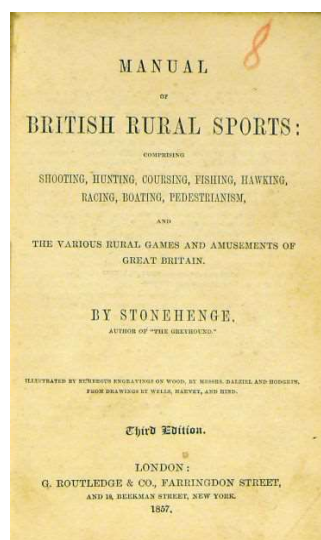 8
MANUAL
OF
BRITISH RURAL SPORTS:
COMPRISING
SHOOTING, HUNTING, COURSING, FISHING, HAWKING,
RACING, BOATING, PEDESTRIANISM,
AND
THE VARIOUS RURAL GAMES AND AMUSEMENTS OF
GREAT BRITAIN.
BY STONEHENGE,
AUTHOR OF "THE GREYHOUND."
ILLUSTRATED BY NUMEROUS ENGRAVINGS ON WOOD, BY MESSRS. DALZIEL AND HODGKIN,
FROM DRAWINGS BY WELLS, HARVEY, AND HIND.
Third Edition.
LONDON:
G. ROUTLEDGE & CO., FARRINGDON STREET,
AND 18, BEEKMAN STREET, NEW YORK.
1857.